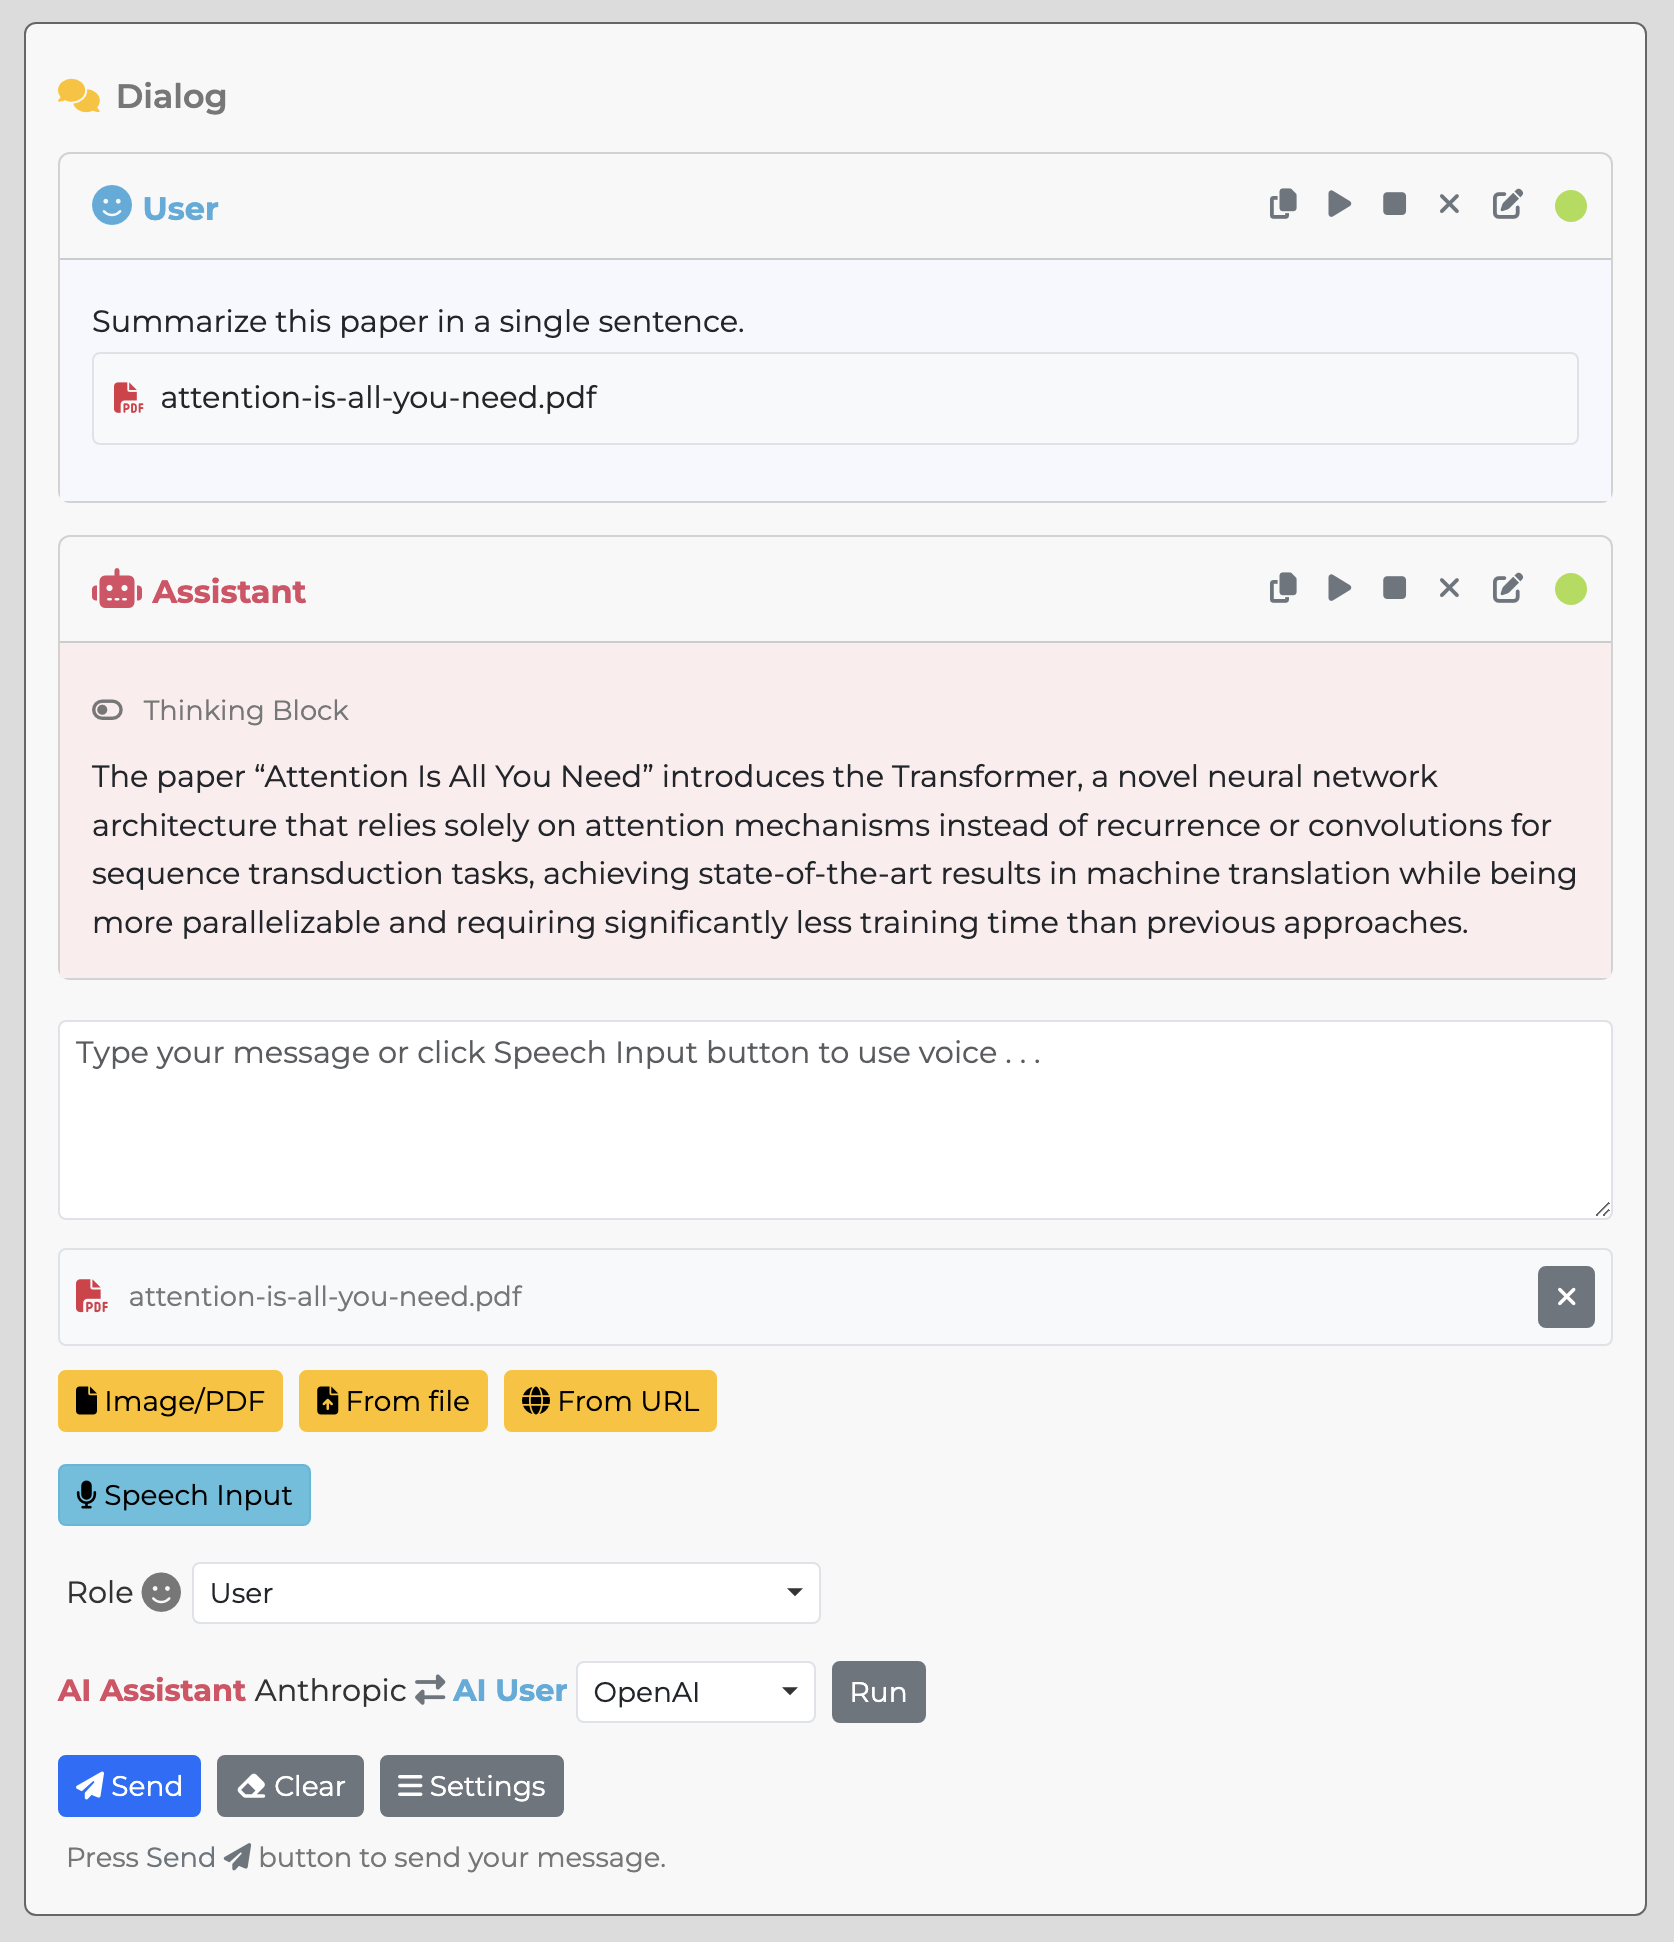 Dialog
User
Summarize this paper in a single sentence.
PDF attention-is-all-you-need.pdf
Assistant
Thinking Block
The paper “Attention Is All You Need” introduces the Transformer, a novel neural network
architecture that relies solely on attention mechanisms instead of recurrence or convolutions for
sequence transduction tasks, achieving state-of-the-art results in machine translation while being
more parallelizable and requiring significantly less training time than previous approaches.
Type your message or click Speech Input button to use voice . . .
PDF attention-is-all-you-need.pdf
Image/PDF From file From URL
Speech Input
Role User
AI Assistant Anthropic AI User OpenAI Run
Send Clear Settings
Press Send button to send your message.